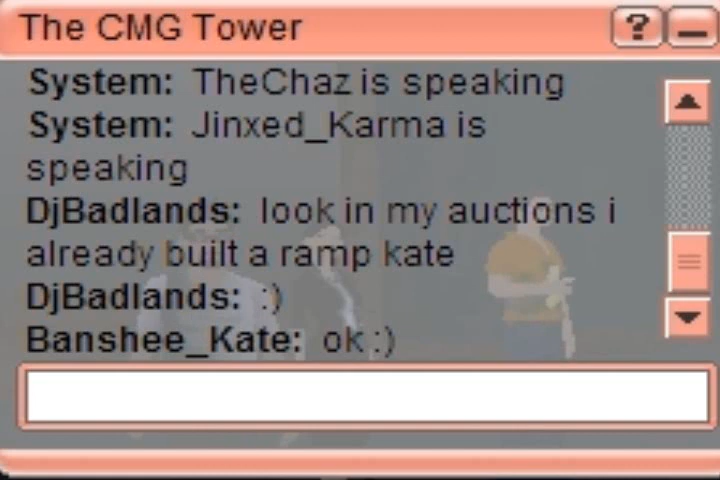 The CMG Tower
?
System: TheChaz is speaking
System: Jinxed_Karma is
speaking
DjBadlands: look in my auctions i
already built a ramp kate
DjBadlands: :)
Banshee_Kate: ok :)